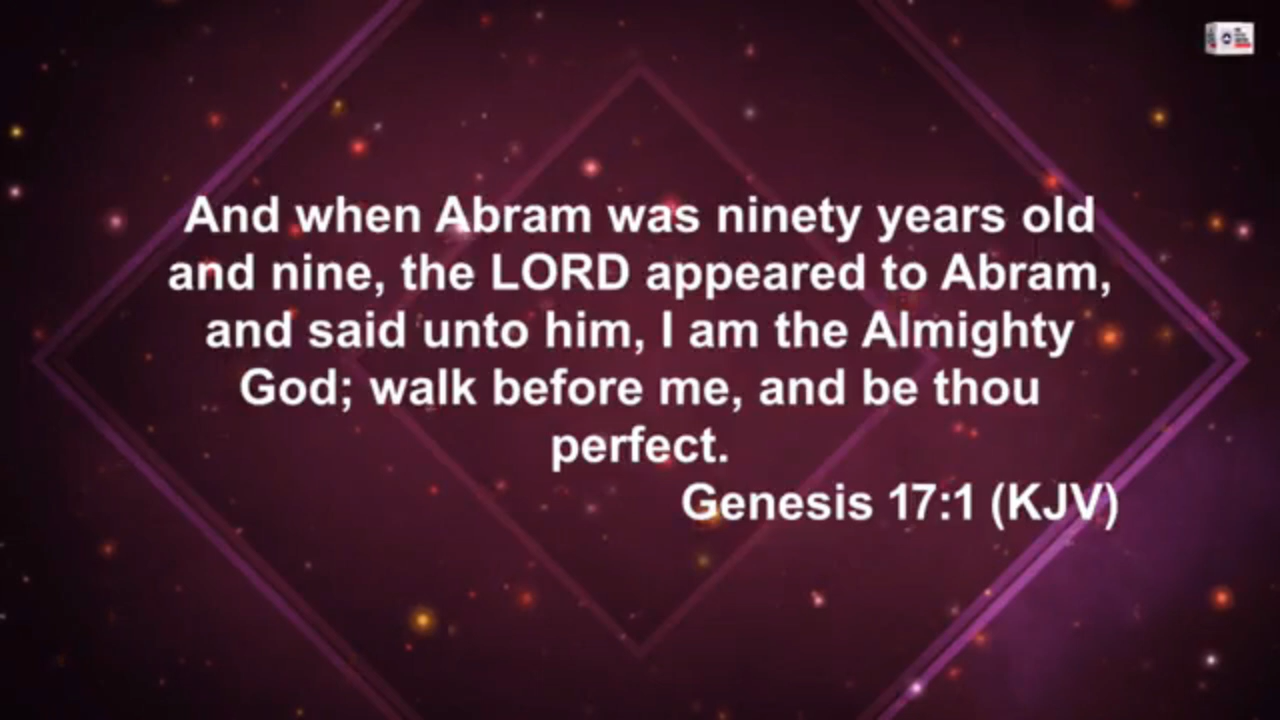 And when Abram was ninety years old
and nine, the LORD appeared to Abram,
and said unto him, I am the Almighty
God; walk before me, and be thou
perfect.
Genesis 17:1 (KJV)